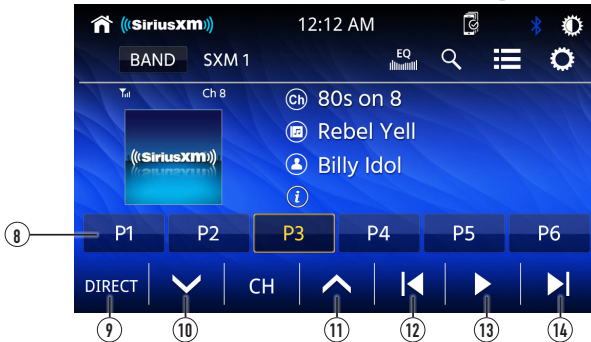 ((SiriusXM)) 12:12 AM
BAND SXM 1 EQ
Ch 8
Ch 80s on 8
Rebel Yell
((SiriusXM))
Billy Idol
i
8 P1 P2 P3 P4 P5 P6
DIRECT CH
9 10 11 12 13 14